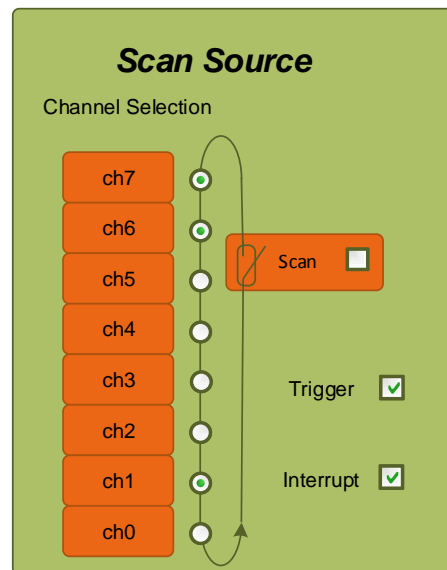 Scan Source
Channel Selection
ch7
ch6
Scan
ch5
ch4
ch3
Trigger
ch2
ch1
Interrupt
ch0